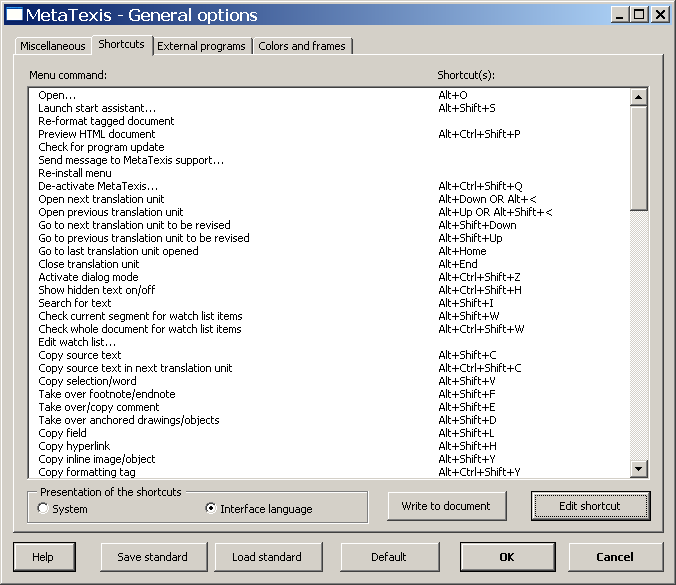 MetaTexis - General options
Miscellaneous Shortcuts External programs Colors and frames
Menu command: Shortcut(s):
Open... Alt+O
Launch start assistant... Alt+Shift+S
Re-format tagged document
Preview HTML document Alt+Ctrl+Shift+P
Check for program update
Send message to MetaTexis support...
Re-install menu
De-activate MetaTexis... Alt+Ctrl+Shift+Q
Open next translation unit Alt+Down OR Alt+<
Open previous translation unit Alt+Up OR Alt+Shift+<
Go to next translation unit to be revised Alt+Shift+Down
Go to previous translation unit to be revised Alt+Shift+Up
Go to last translation unit opened Alt+Home
Close translation unit Alt+End
Activate dialog mode Alt+Ctrl+Shift+Z
Show hidden text on/off Alt+Ctrl+Shift+H
Search for text Alt+Shift+I
Check current segment for watch list items Alt+Shift+W
Check whole document for watch list items Alt+Ctrl+Shift+W
Edit watch list...
Copy source text Alt+Shift+C
Copy source text in next translation unit Alt+Ctrl+Shift+C
Copy selection/word Alt+Shift+V
Take over footnote/endnote Alt+Shift+F
Take over/copy comment Alt+Shift+E
Take over anchored drawings/objects Alt+Shift+D
Copy field Alt+Shift+L
Copy hyperlink Alt+Shift+H
Copy inline image/object Alt+Shift+Y
Copy formatting tag Alt+Ctrl+Shift+Y
Presentation of the shortcuts
System Interface language Write to document Edit shortcut
Help Save standard Load standard Default OK Cancel